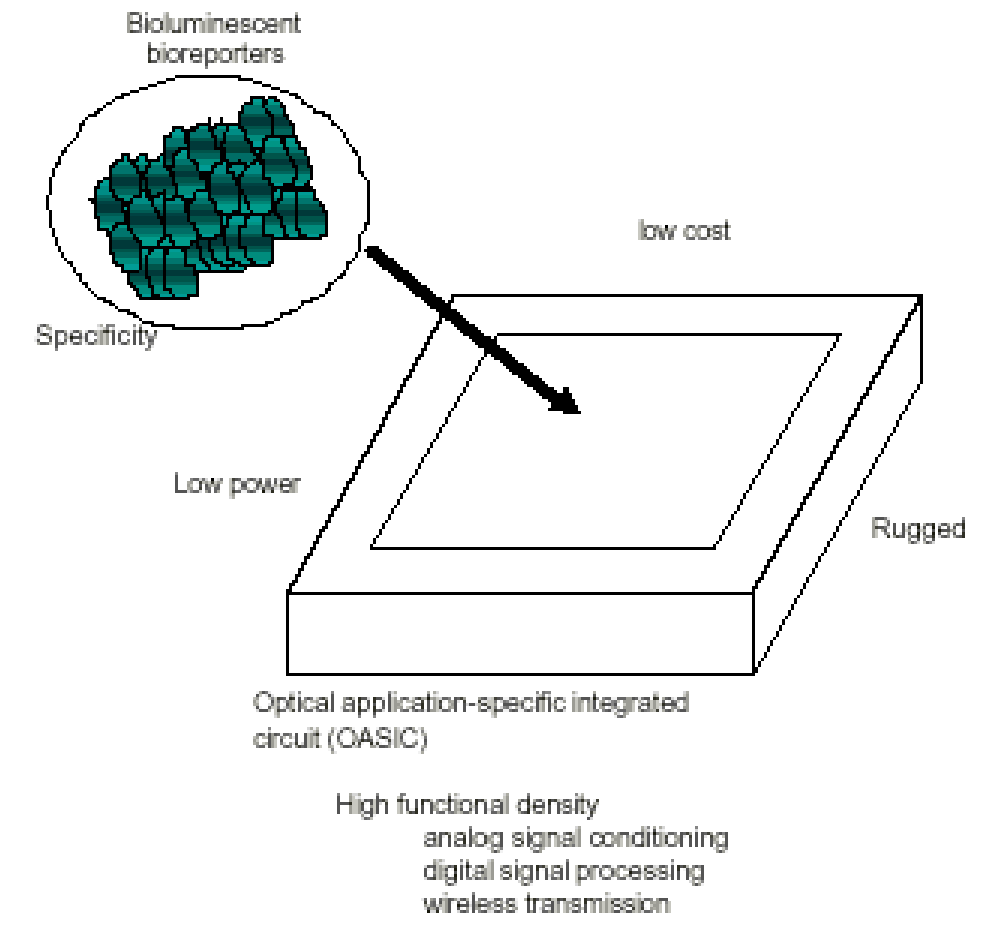 Bioluminescent
bioreporters
low cost
Specificity
Low power
Rugged
Optical application-specific integrated
circuit (OASIC)
High functional density
analog signal conditioning
digital signal processing
wireless transmission